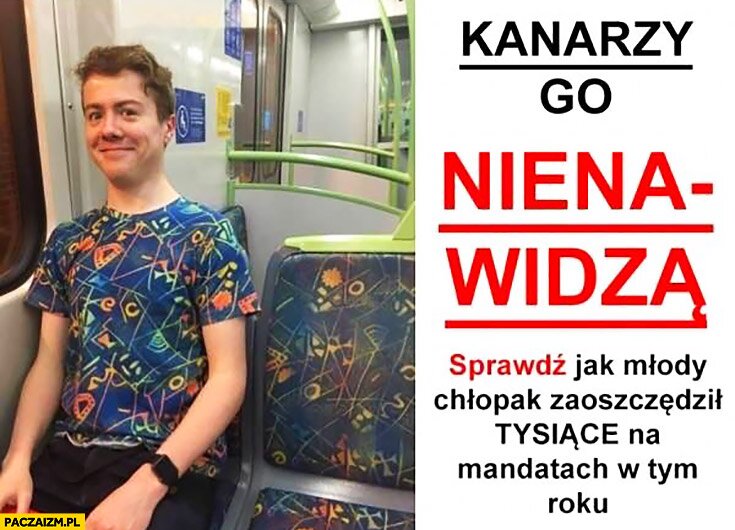 KANARZY
GO
NIENA-
WIDZĄ
Sprawdź jak młody
chłopak zaoszczędził
TYSIĄCE na
mandatach w tym
roku
PACZAIZM.PL